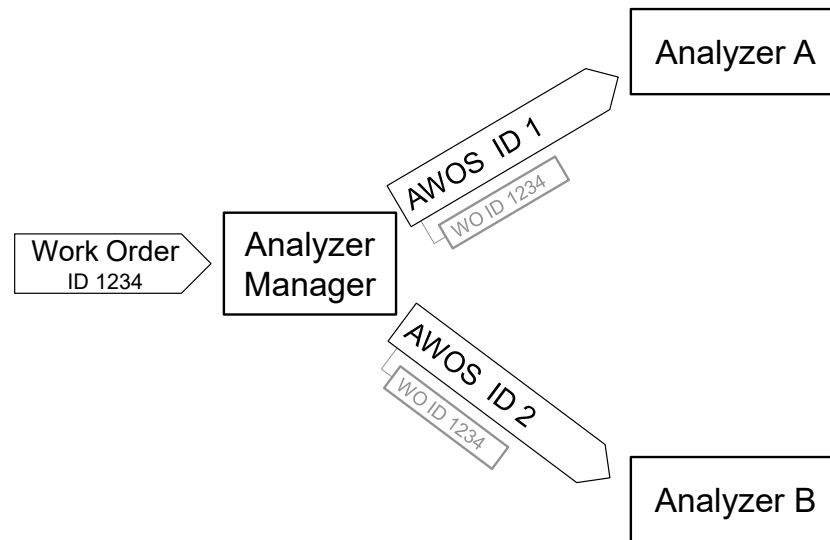 Analyzer A
AWOS ID 1
WO ID 1234
Work Order
ID 1234
Analyzer
Manager
AWOS ID 2
WO ID 1234
Analyzer B